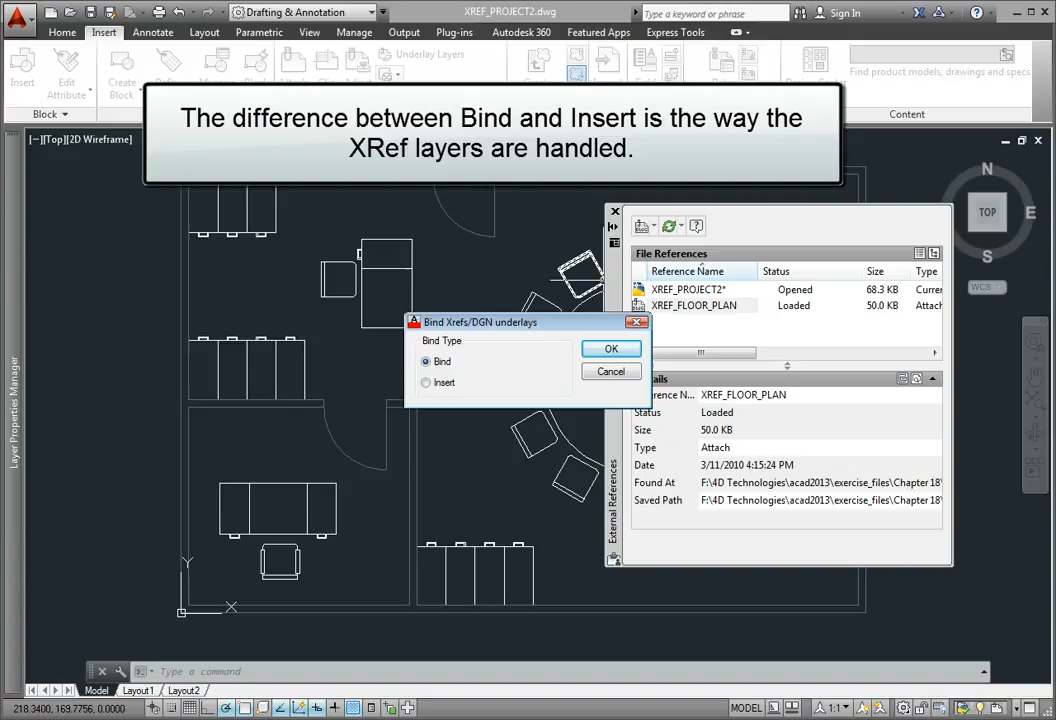 Drafting & Annotation
XREF_PROJECT2.dwg
Type a keyword or phrase
Sign In
Home Insert Annotate Layout Parametric View Manage Output Plug-ins Autodesk 360 Featured Apps Express Tools
Underlay Layers
Insert
Edit
Attribute
Create
Block
Find product models, drawings and specs
Block
Content
The difference between Bind and Insert is the way the
XRef layers are handled.
[−][Top][2D Wireframe]
N
TOP
E
S
WCS
File References
Reference Name Status Size Type
XREF_PROJECT2* Opened 68.3 KB Curre
XREF_FLOOR_PLAN Loaded 50.0 KB Attach
Bind Xrefs/DGN underlays
Bind Type
Bind
Insert
OK
Cancel
ails
erence N... XREF_FLOOR_PLAN
Status Loaded
Size 50.0 KB
Type Attach
Date 3/11/2010 4:15:24 PM
Found At F:\4D Technologies\acad2013\exercise_files\Chapter 18\
Saved Path F:\4D Technologies\acad2013\exercise_files\Chapter 18\
External References
Layer Properties Manager
Y
X
Type a command
Model Layout1 Layout2
218.3400, 169.7756, 0.0000
MODEL
1:1